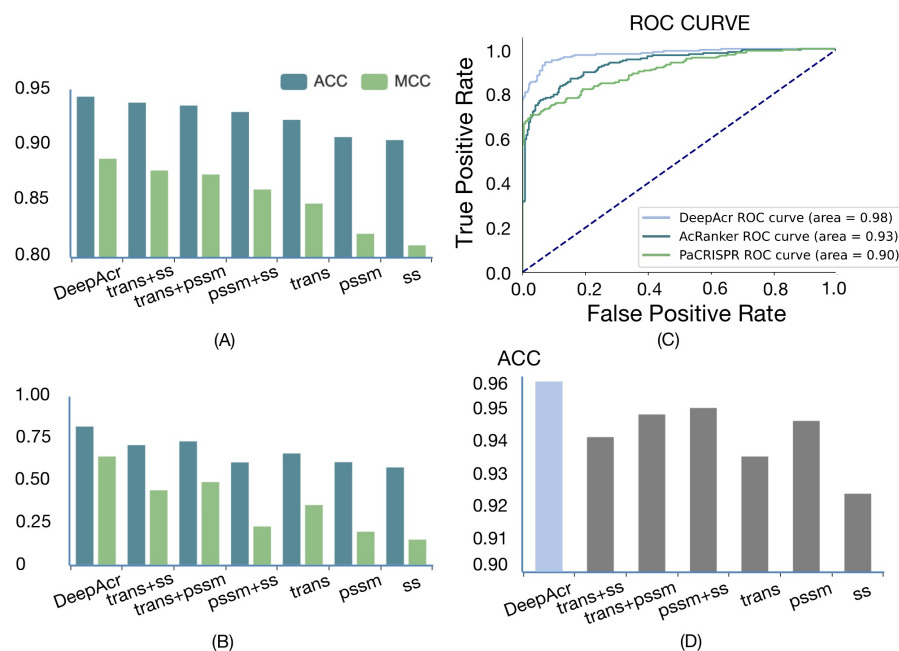 ACC MCC
0.95
0.90
0.85
0.80
DeepAcr trans+ss trans+pssm pssm+ss trans pssm ss
(A)
ROC CURVE
True Positive Rate
1.0
0.8
0.6
0.4
0.2
0.0
DeepAcr ROC curve (area = 0.98)
AcRanker ROC curve (area = 0.93)
PaCRISPR ROC curve (area = 0.90)
0.0 0.2 0.4 0.6 0.8 1.0
False Positive Rate
(C)
1.00
0.75
0.50
0.25
0
DeepAcr trans+ss trans+pssm pssm+ss trans pssm ss
(B)
ACC
0.96
0.95
0.94
0.93
0.92
0.91
0.90
DeepAcr trans+ss trans+pssm pssm+ss trans pssm ss
(D)